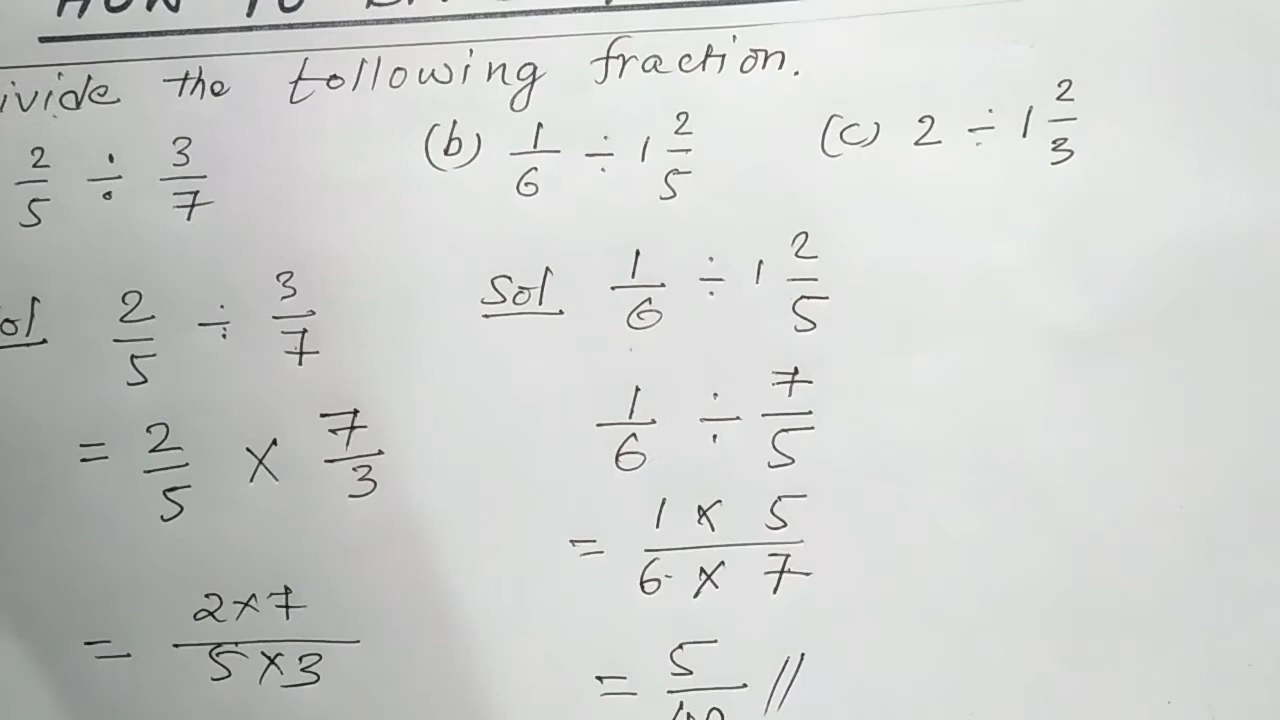 HOW TO
ivide the following fraction.
2/5 ÷ 3/7 (b) 1/6 ÷ 1 2/5 (c) 2 ÷ 1 2/3
ol 2/5 ÷ 3/7
= 2/5 × 7/3
= 2×7/5×3
Sol 1/6 ÷ 1 2/5
1/6 ÷ 7/5
= 1 × 5/6 × 7
= 5/ //